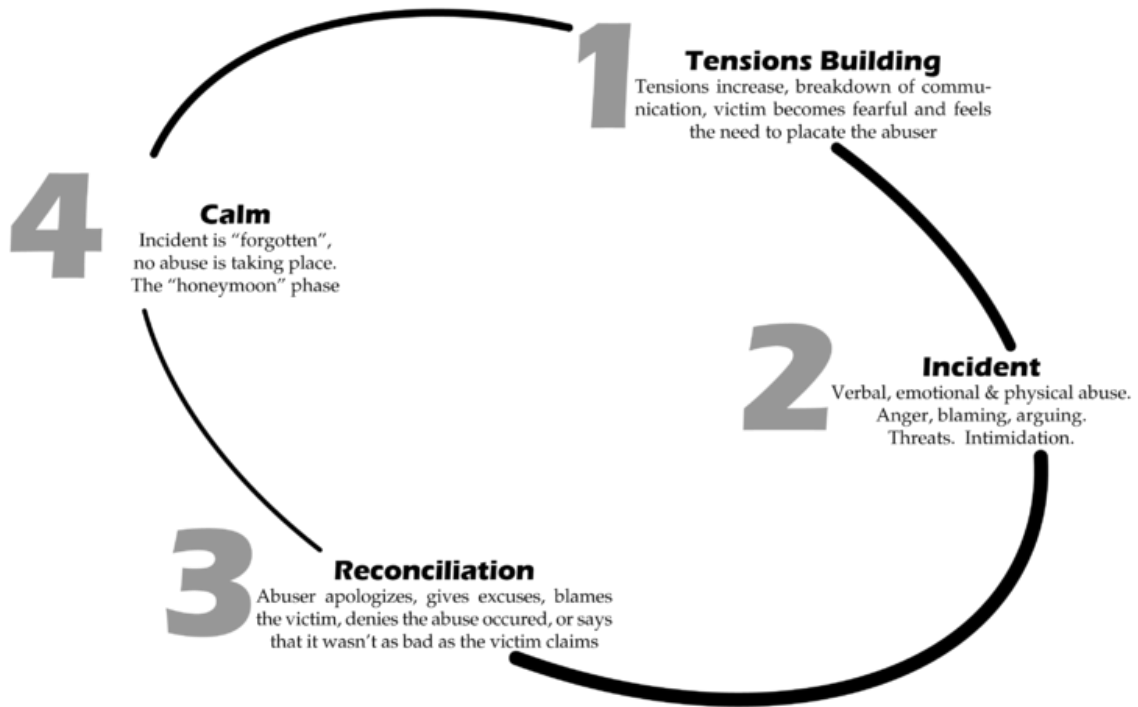 1
Tensions Building
Tensions increase, breakdown of commu-
nication, victim becomes fearful and feels
the need to placate the abuser
2
Incident
Verbal, emotional & physical abuse.
Anger, blaming, arguing.
Threats. Intimidation.
3
Reconciliation
Abuser apologizes, gives excuses, blames
the victim, denies the abuse occured, or says
that it wasn't as bad as the victim claims
4
Calm
Incident is “forgotten”,
no abuse is taking place.
The “honeymoon” phase